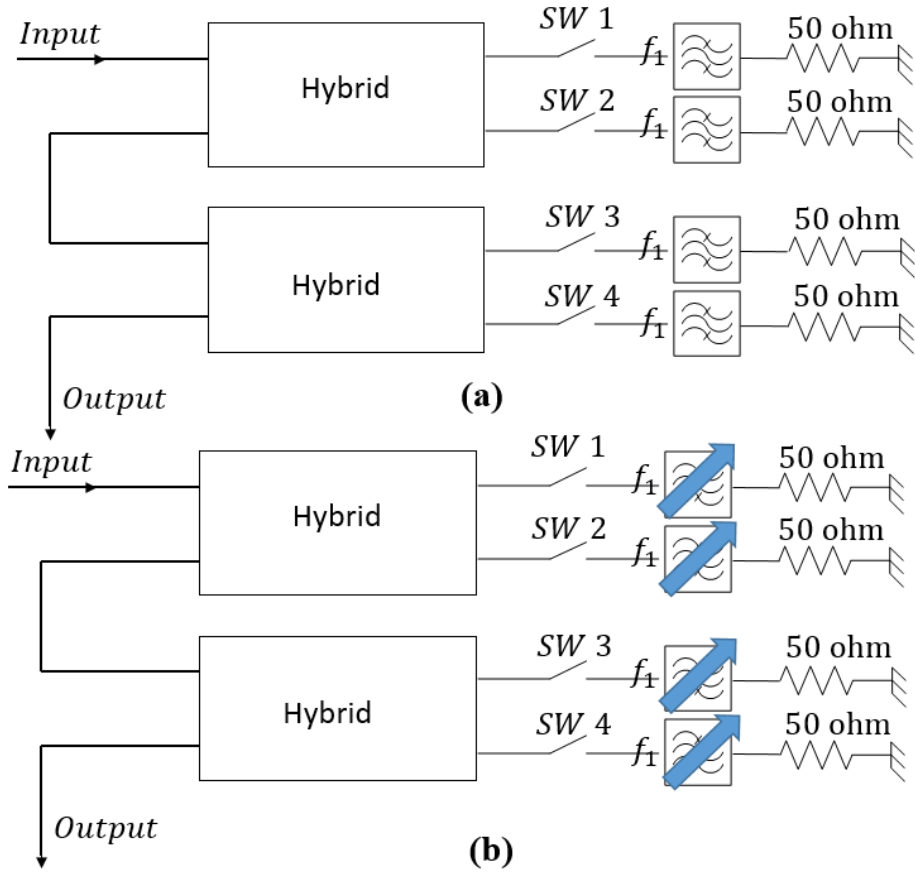 Input
SW 1
50 ohm
Hybrid
f₁
SW 2
50 ohm
f₁
SW 3
50 ohm
Hybrid
f₁
SW 4
50 ohm
f₁
Output
(a)
Input
SW 1
50 ohm
Hybrid
f₁
SW 2
50 ohm
f₁
SW 3
50 ohm
Hybrid
f₁
SW 4
50 ohm
f₁
Output
(b)